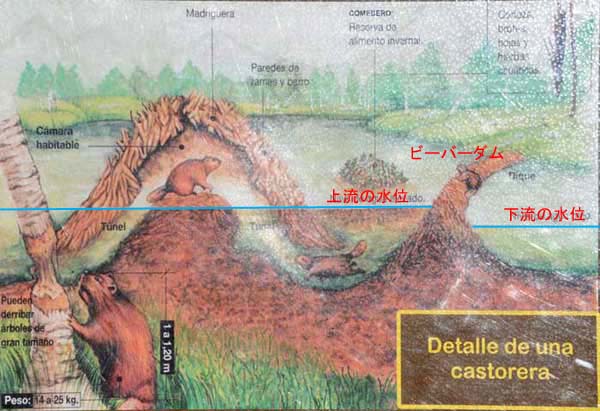 Madriguera
COMEDERO:
Reserva de
alimento invernal.
Corteza,
brotes,
hojas y
hierbas
Paredes de
ramas y barro
Cámara
habitable
ビーバーダム
Dique
上流の水位
下流の水位
Túnel
Túnel
Pueden
derribar
árboles de
gran tamaño
1 a 1,20 m
Detalle de una
castorera
Peso: 14 a 25 kg.